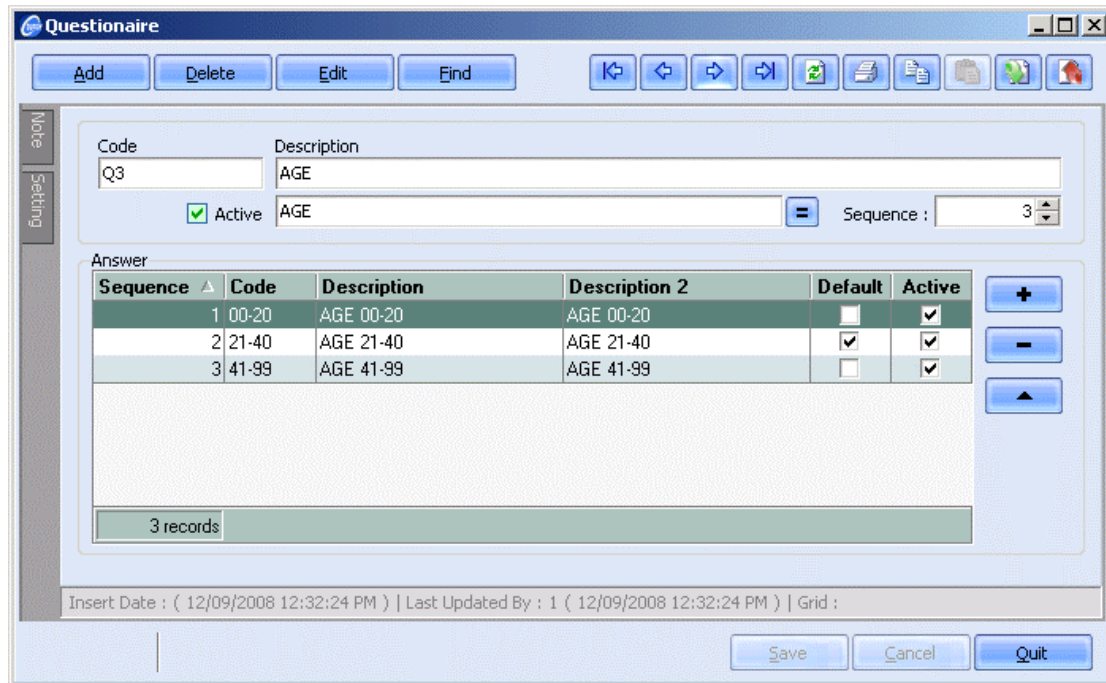 Questionaire
Add Delete Edit Find
Note
Setting
Code Description
Q3 AGE
Active AGE = Sequence : 3
Answer
Sequence Code Description Description 2 Default Active
1 00-20 AGE 00-20 AGE 00-20
2 21-40 AGE 21-40 AGE 21-40
3 41-99 AGE 41-99 AGE 41-99
3 records
Insert Date : ( 12/09/2008 12:32:24 PM ) | Last Updated By : 1 ( 12/09/2008 12:32:24 PM ) | Grid :
Save Cancel Quit